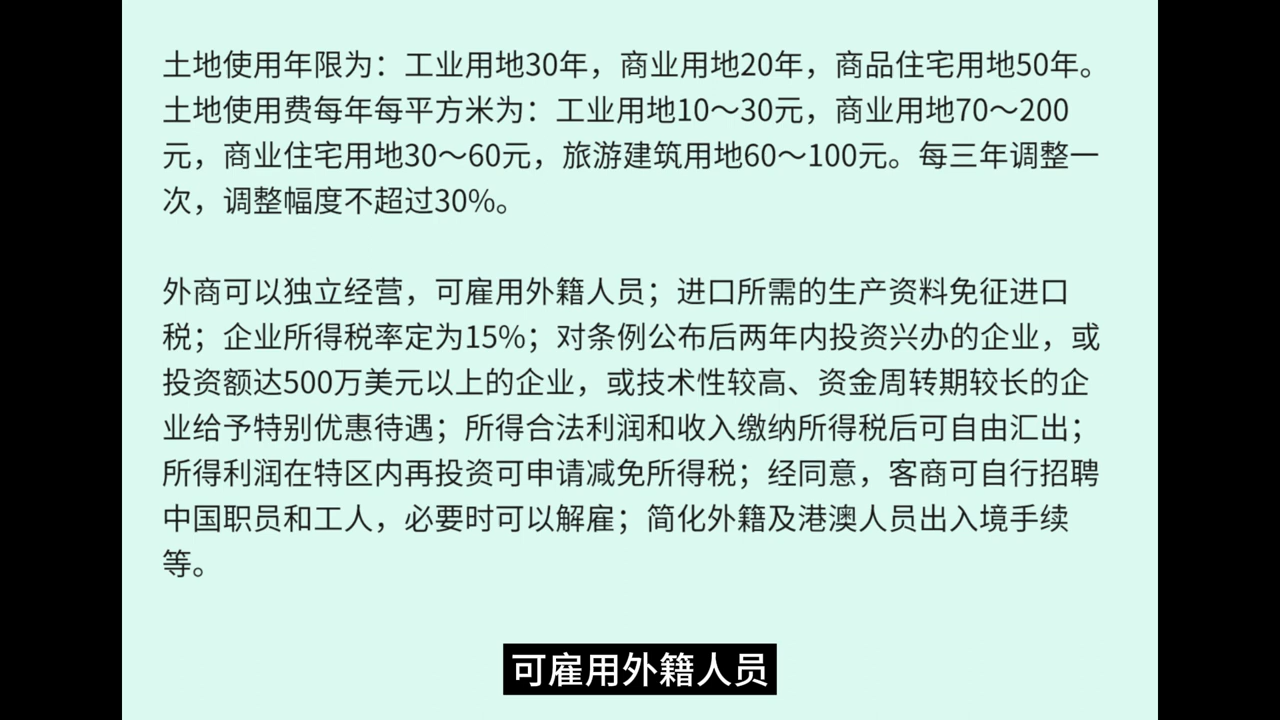 土地使用年限为：工业用地30年，商业用地20年，商品住宅用地50年。
土地使用费每年每平方米为：工业用地10～30元，商业用地70～200
元，商业住宅用地30～60元，旅游建筑用地60～100元。每三年调整一
次，调整幅度不超过30%。
外商可以独立经营，可雇用外籍人员；进口所需的生产资料免征进口
税；企业所得税率定为15%；对条例公布后两年内投资兴办的企业，或
投资额达500万美元以上的企业，或技术性较高、资金周转期较长的企
业给予特别优惠待遇；所得合法利润和收入缴纳所得税后可自由汇出；
所得利润在特区内再投资可申请减免所得税；经同意，客商可自行招聘
中国职员和工人，必要时可以解雇；简化外籍及港澳人员出入境手续
等。
可雇用外籍人员